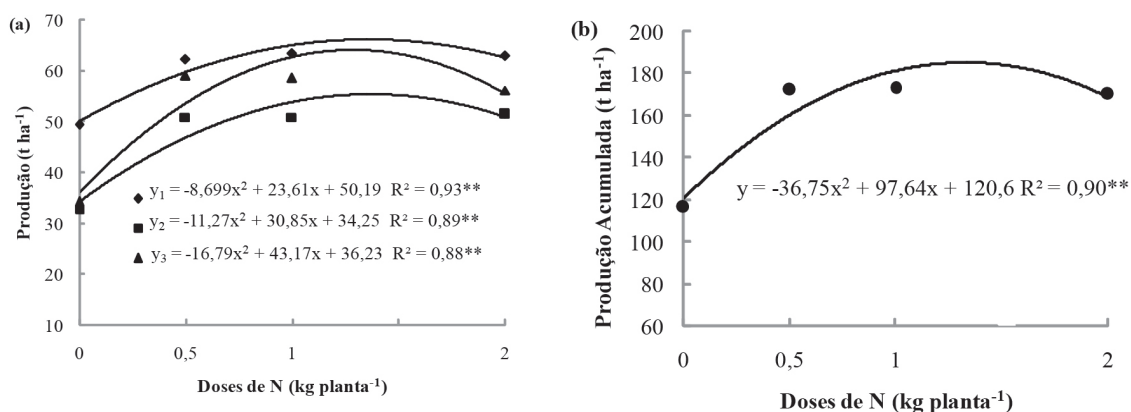 (a)
Produção (t ha⁻¹)
70
60
50
40
30
20
10
y₁ = -8,699x² + 23,61x + 50,19 R² = 0,93**
y₂ = -11,27x² + 30,85x + 34,25 R² = 0,89**
y₃ = -16,79x² + 43,17x + 36,23 R² = 0,88**
0 0,5 1 2
Doses de N (kg planta⁻¹)
(b)
Produção Acumulada (t ha⁻¹)
200
180
160
140
120
100
80
60
y = -36,75x² + 97,64x + 120,6 R² = 0,90**
0 0,5 1 2
Doses de N (kg planta⁻¹)